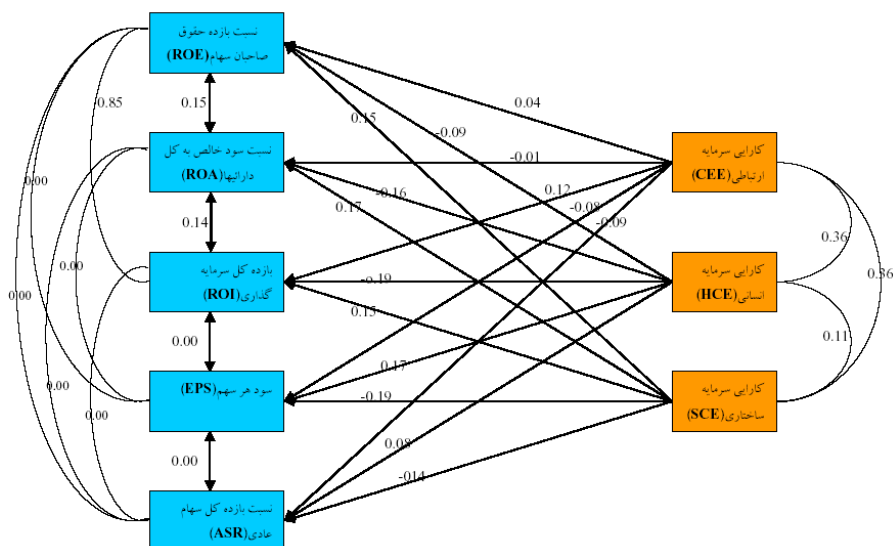 نسبت بازده حقوق
صاحبان سهام(ROE)
0.85
0.15
0.15
0.04
-0.09
نسبت سود خالص به کل
دارائیها(ROA)
-0.01
کارایی سرمایه
ارتباطی(CEE)
0.00
0.17
-0.16
0.12
-0.08
-0.09
0.14
0.36
0.36
0.00
0.00
بازده کل سرمایه
گذاری(ROI)
-0.19
0.15
کارایی سرمایه
انسانی(HCE)
0.11
0.00
0.17
سود هر سهم(EPS)
-0.19
کارایی سرمایه
ساختاری(SCE)
0.00
0.00
0.00
0.08
-014
نسبت بازده کل سهام
عادی(ASR)